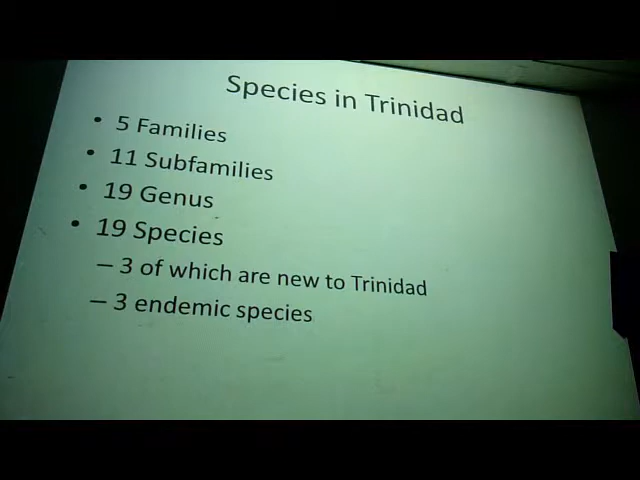 Species in Trinidad
• 5 Families
• 11 Subfamilies
• 19 Genus
• 19 Species
– 3 of which are new to Trinidad
– 3 endemic species